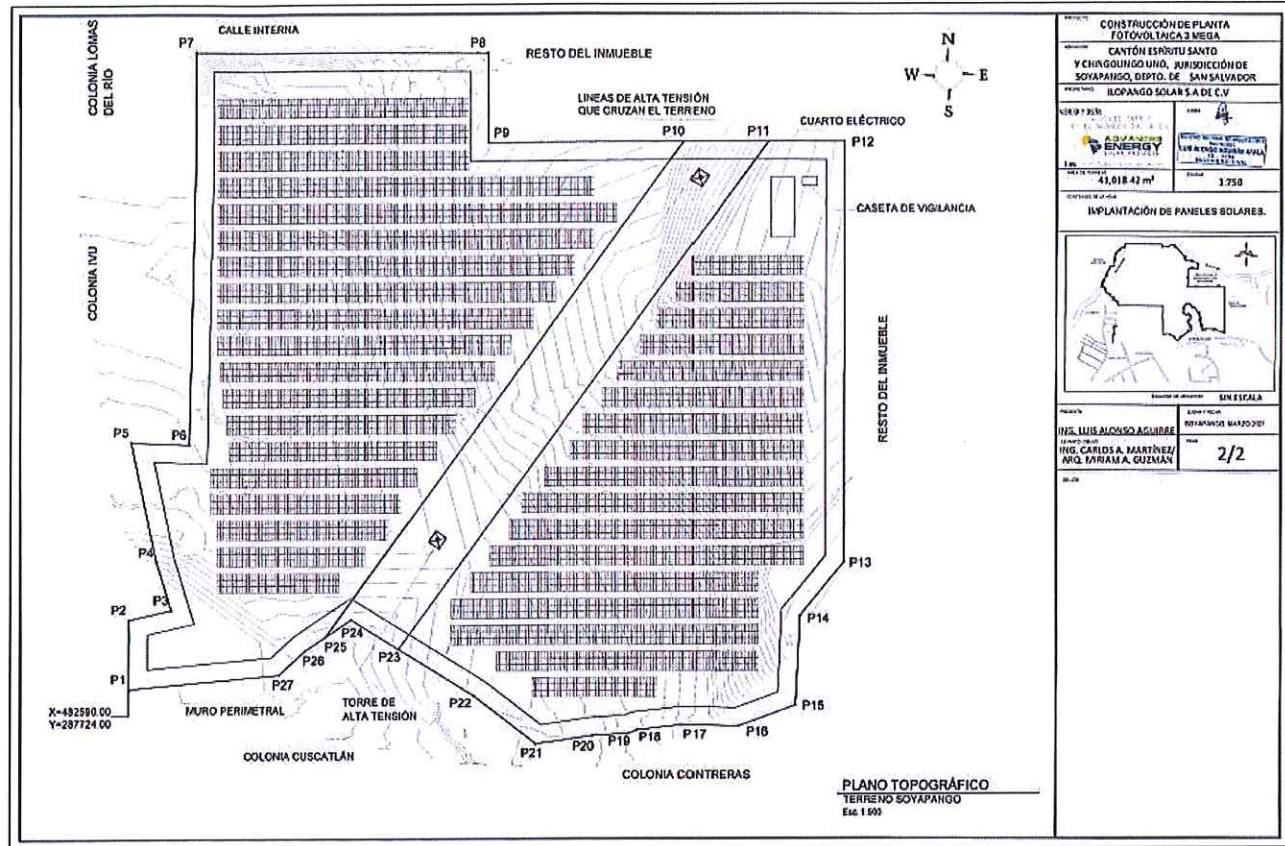 CALLE INTERNA
P7
P8
RESTO DEL INMUEBLE
COLONIA LOMAS
DEL RÍO
N
W
E
S
LINEAS DE ALTA TENSIÓN
QUE CRUZAN EL TERRENO
P9
P10
P11
CUARTO ELÉCTRICO
P12
CASETA DE VIGILANCIA
COLONIA IVU
RESTO DEL INMUEBLE
P5
P6
P4
P3
P2
P1
P13
P14
P15
P16
P17
P18
P19
P20
P21
P22
P23
P24
P25
P26
P27
X=482590.00
Y=287724.00
MURO PERIMETRAL
TORRE DE
ALTA TENSIÓN
COLONIA CUSCATLÁN
COLONIA CONTRERAS
PLANO TOPOGRÁFICO
TERRENO SOYAPANGO
Esc. 1:500
CONSTRUCCIÓN DE PLANTA
FOTOVOLTAICA 3 MEGA
CANTÓN ESPÍRITU SANTO
Y CHANGOUNGO UNO, JURISDICCIÓN DE
SOYAPANGO, DEPTO. DE SAN SALVADOR
ILOPANGO SOLAR S.A DE C.V
ADVANCED
ENERGY
41,018.42 m²
1:750
IMPLANTACIÓN DE PANELES SOLARES.
SIN ESCALA
ING. LUIS ALONSO AGUIRRE
ING. CARLOS A. MARTÍNEZ/
ARQ. MIRIAM A. GUZMÁN
2/2